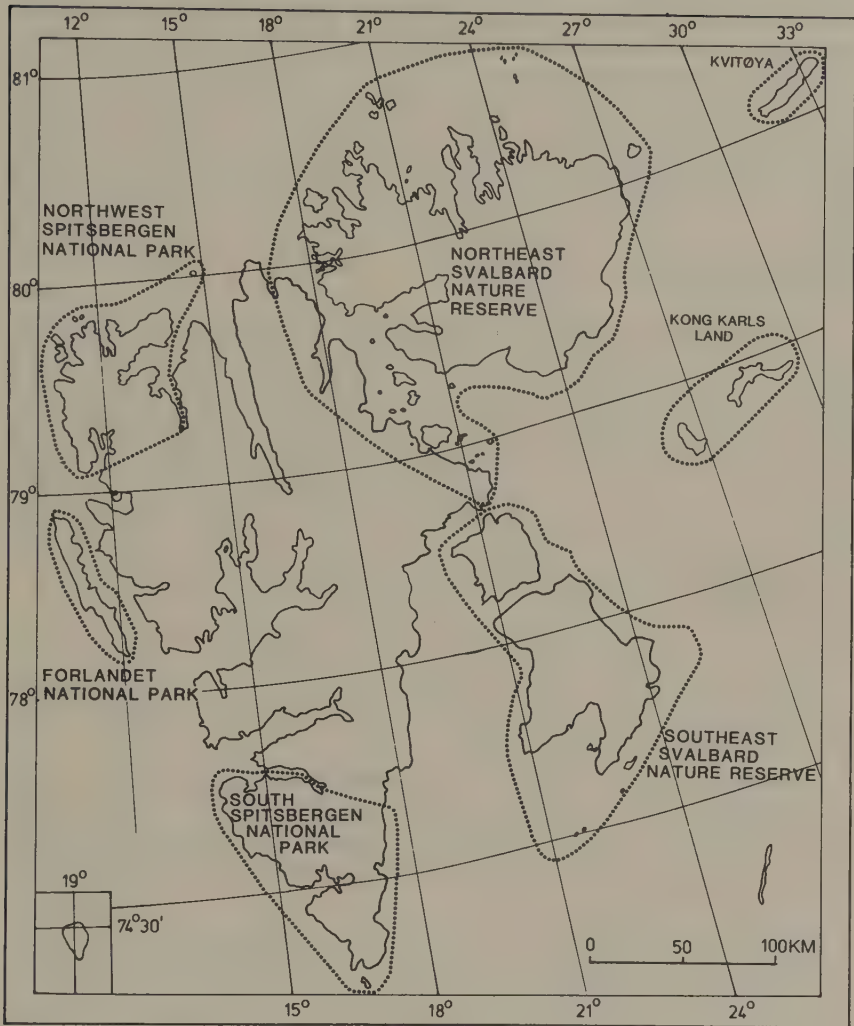 12° 15° 18° 21° 24° 27° 30° 33°
81°
KVITØYA
NORTHWEST
SPITSBERGEN
NATIONAL PARK
NORTHEAST
SVALBARD
NATURE
RESERVE
80°
KONG KARLS
LAND
79°
FORLANDET
NATIONAL PARK
78°
SOUTHEAST
SVALBARD
NATURE RESERVE
SOUTH
SPITSBERGEN
NATIONAL
PARK
19°
74°30'
0 50 100KM
15° 18° 21° 24°